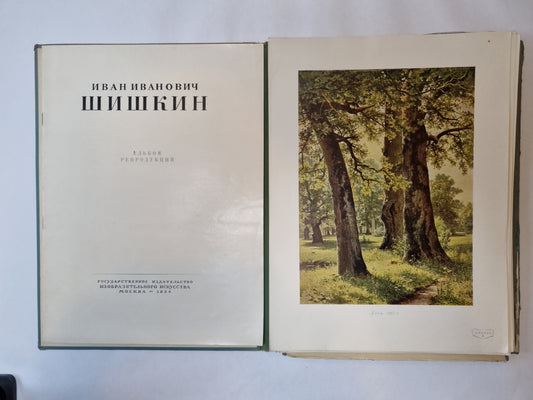 ИВАН ИВАНОВИЧ
ШИШКИН
АЛЬБОМ
РЕПРОДУКЦИЙ
ГОСУДАРСТВЕННОЕ ИЗДАТЕЛЬСТВО
ИЗОБРАЗИТЕЛЬНОГО ИСКУССТВА
МОСКВА